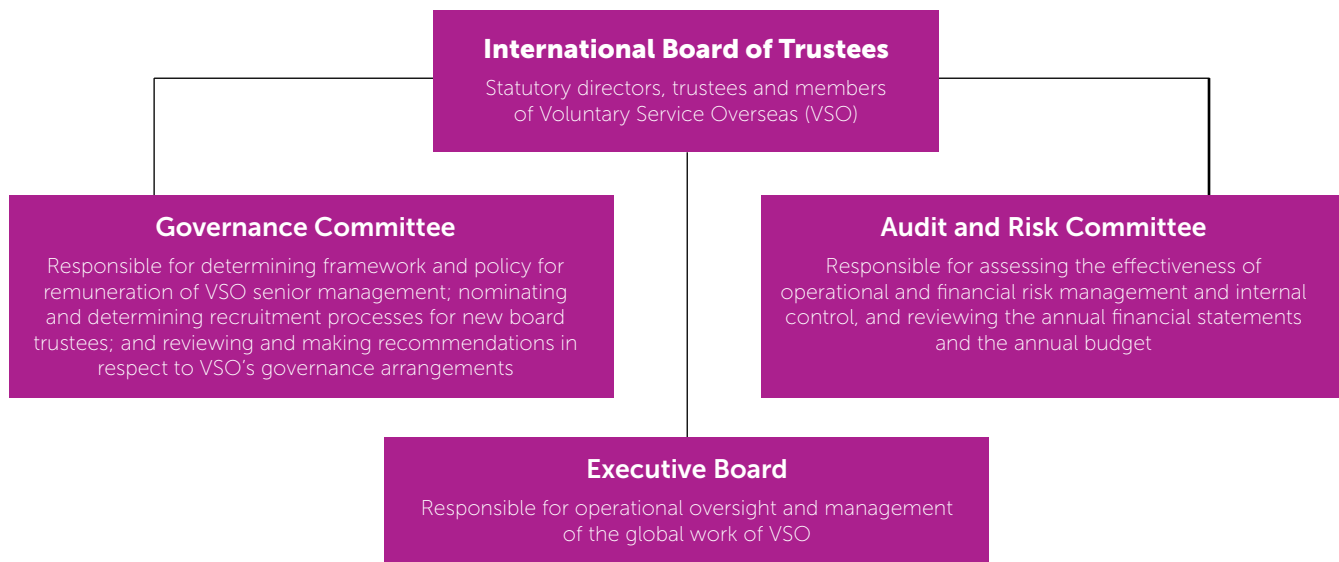 International Board of Trustees
Statutory directors, trustees and members
of Voluntary Service Overseas (VSO)
Governance Committee
Responsible for determining framework and policy for
remuneration of VSO senior management; nominating
and determining recruitment processes for new board
trustees; and reviewing and making recommendations in
respect to VSO’s governance arrangements
Audit and Risk Committee
Responsible for assessing the effectiveness of
operational and financial risk management and internal
control, and reviewing the annual financial statements
and the annual budget
Executive Board
Responsible for operational oversight and management
of the global work of VSO